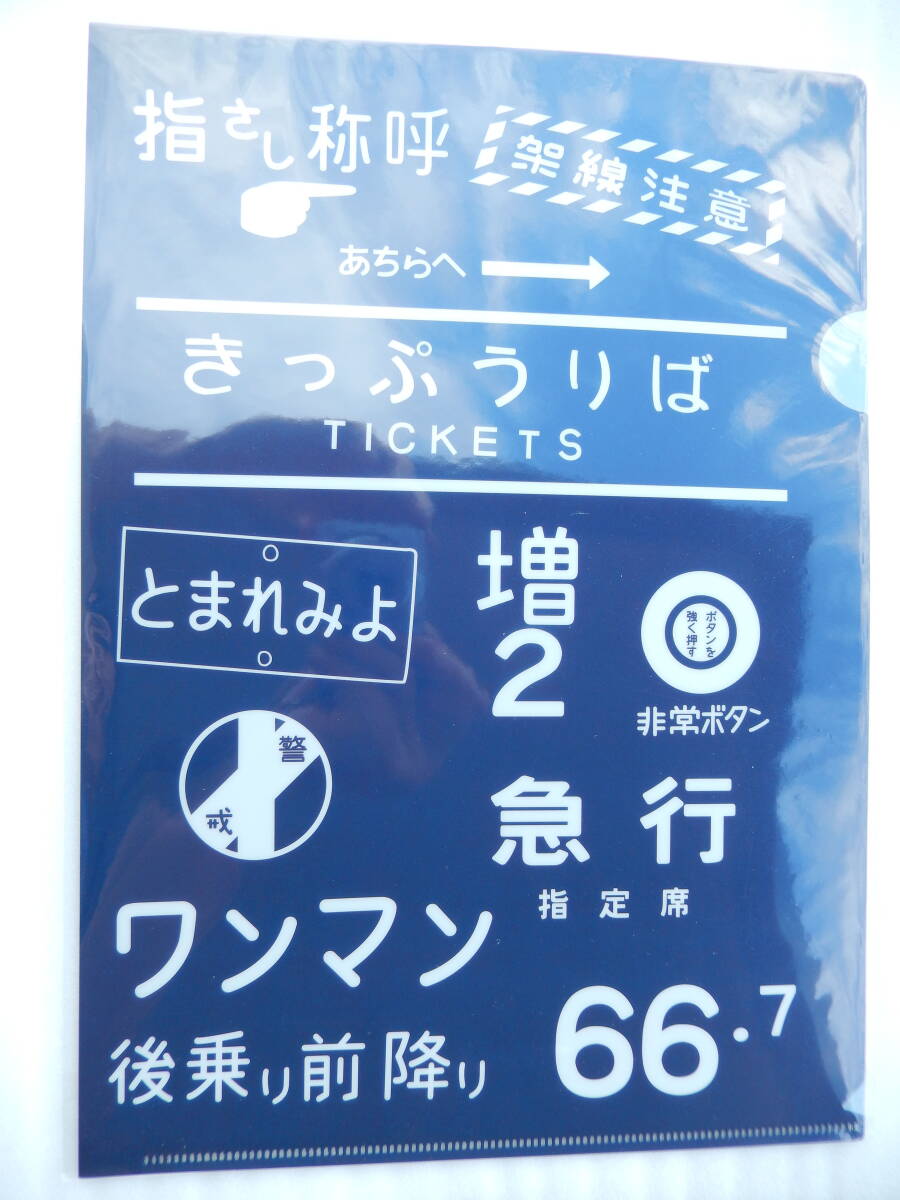 指さし称呼
架線注意
あちらへ
きっぷうりば
TICKETS
とまれみよ
増
2
ボタンを
強く押す
非常ボタン
警
戒
急行
指定席
ワンマン
後乗り前降り
66.7